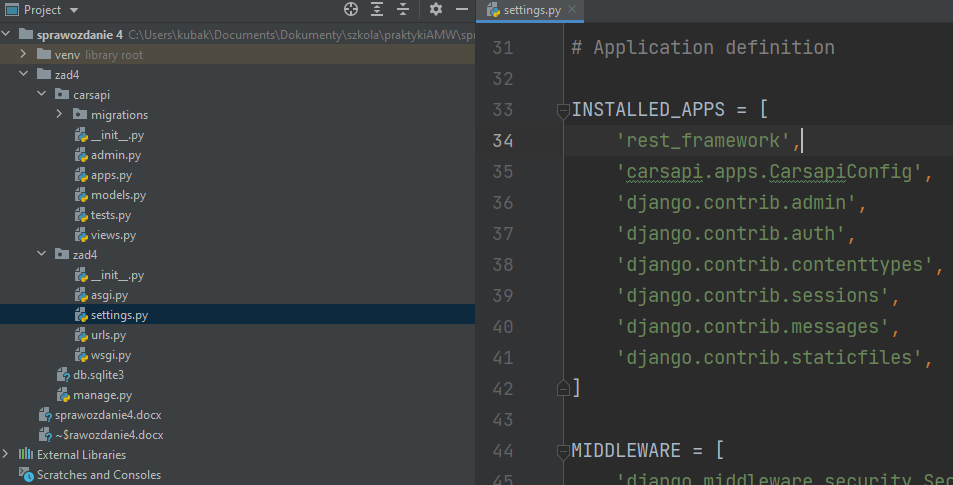 Project
sprawozdanie 4 C:\Users\kubak\Documents\Dokumenty\szkola\praktykiAMW\spr
venv library root
zad4
carsapi
migrations
__init__.py
admin.py
apps.py
models.py
tests.py
views.py
zad4
__init__.py
asgi.py
settings.py
urls.py
wsgi.py
db.sqlite3
manage.py
sprawozdanie4.docx
~$rawozdanie4.docx
External Libraries
Scratches and Consoles
settings.py
31 # Application definition
32
33 INSTALLED_APPS = [
34 'rest_framework',
35 'carsapi.apps.CarsapiConfig',
36 'django.contrib.admin',
37 'django.contrib.auth',
38 'django.contrib.contenttypes',
39 'django.contrib.sessions',
40 'django.contrib.messages',
41 'django.contrib.staticfiles',
42 ]
43
44 MIDDLEWARE = [
45 'django.middleware.security.Sec